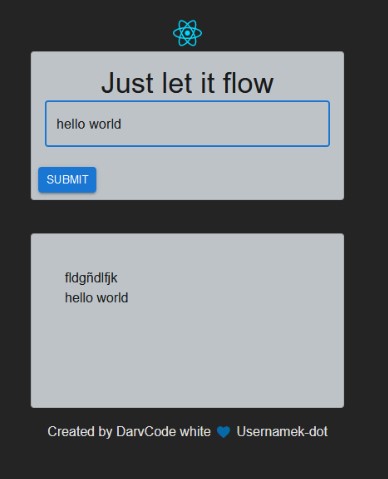 Just let it flow
hello world
SUBMIT
fldgñdlfjk
hello world
Created by DarvCode white 💙 Usernamek-dot